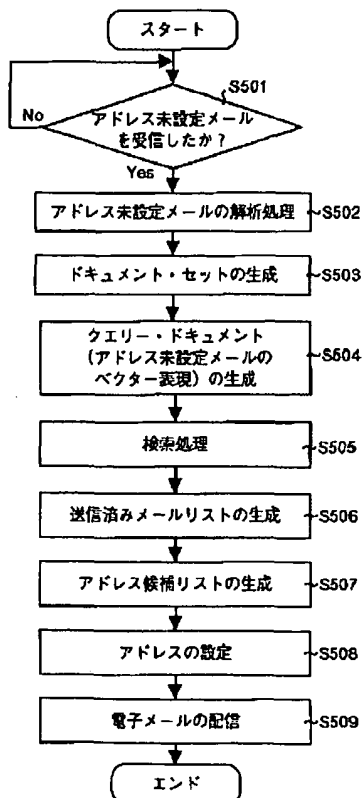 スタート
S501
No
アドレス未設定メール
を受信したか？
Yes
アドレス未設定メールの解析処理
S502
ドキュメント・セットの生成
S503
クエリー・ドキュメント
（アドレス未設定メールの
ベクター表現）の生成
S504
検索処理
S505
送信済みメールリストの生成
S506
アドレス候補リストの生成
S507
アドレスの設定
S508
電子メールの配信
S509
エンド